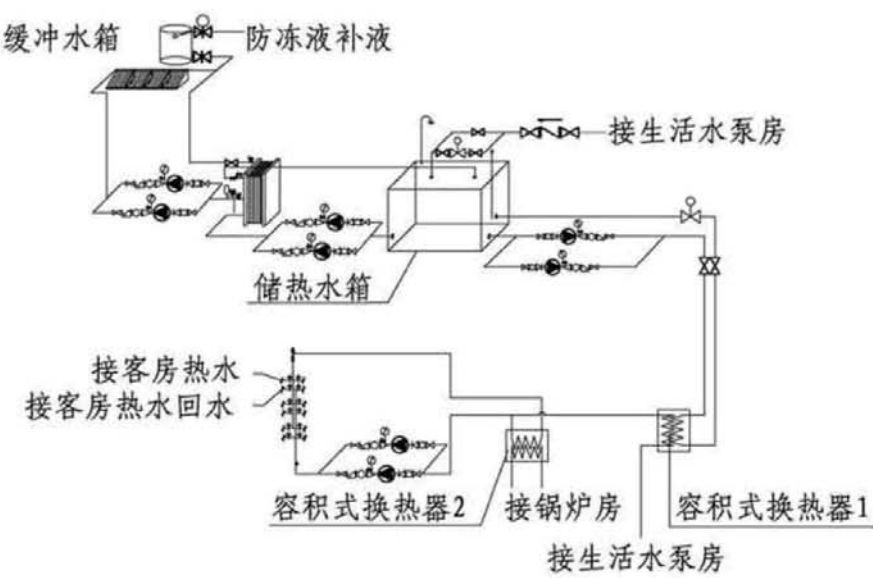 缓冲水箱
防冻液补液
接生活水泵房
储热水箱
接客房热水
接客房热水回水
容积式换热器2
接锅炉房
容积式换热器1
接生活水泵房